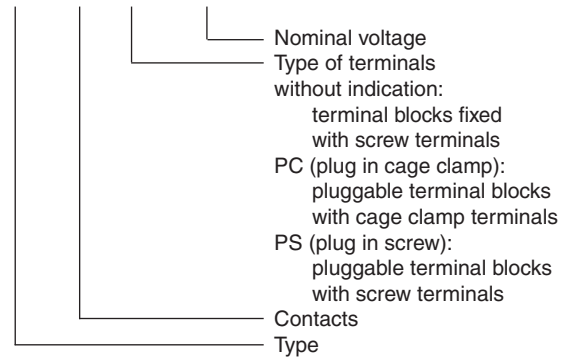 Nominal voltage
Type of terminals
without indication:
terminal blocks fixed
with screw terminals
PC (plug in cage clamp):
pluggable terminal blocks
with cage clamp terminals
PS (plug in screw):
pluggable terminal blocks
with screw terminals
Contacts
Type